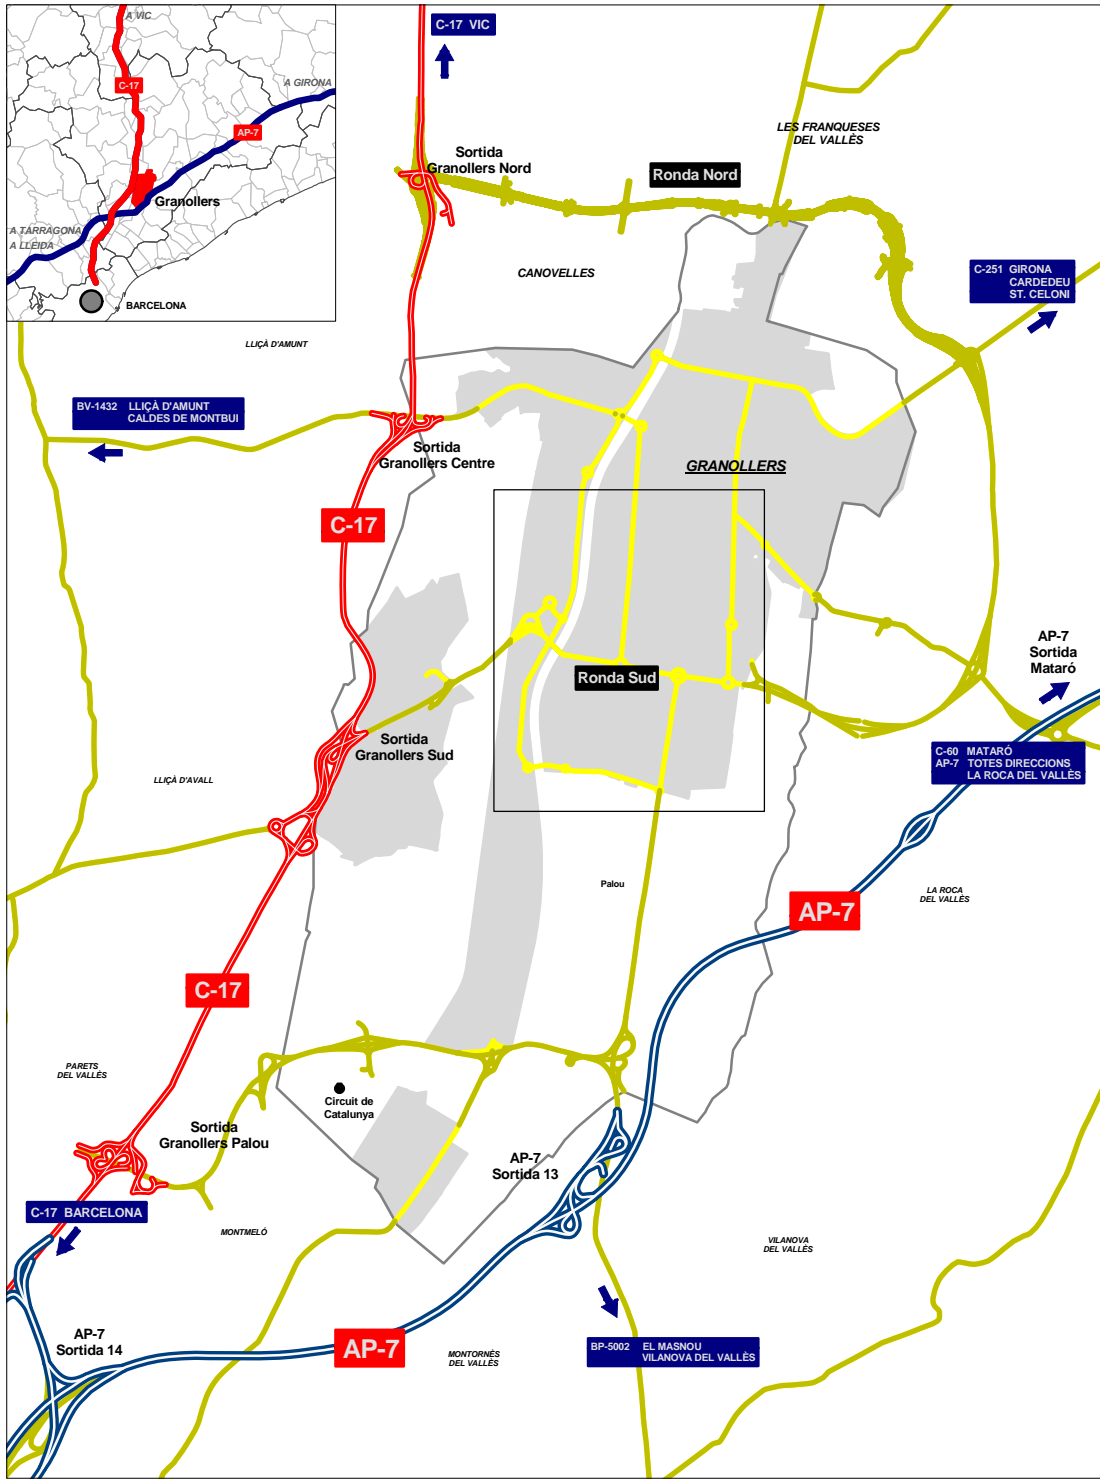 A VIC
C-17
A GIRONA
AP-7
Granollers
A TARRAGONA
A LLEIDA
BARCELONA
C-17 VIC
Sortida
Granollers Nord
Ronda Nord
LES FRANQUESES
DEL VALLÈS
CANOVELLES
C-251 GIRONA
CARDEDEU
ST. CELONI
LLIÇÀ D'AMUNT
BV-1432 LLIÇÀ D'AMUNT
CALDES DE MONTBUI
Sortida
Granollers Centre
GRANOLLERS
C-17
Ronda Sud
AP-7
Sortida
Mataró
Sortida
Granollers Sud
C-60 MATARÓ
AP-7 TOTES DIRECCIONS
LA ROCA DEL VALLÈS
LLIÇÀ D'AVALL
Palou
LA ROCA
DEL VALLÈS
AP-7
C-17
PARETS
DEL VALLÈS
Circuit de
Catalunya
Sortida
Granollers Palou
AP-7
Sortida 13
C-17 BARCELONA
MONTMELÓ
VILANOVA
DEL VALLÈS
AP-7
Sortida 14
AP-7
MONTORNÈS
DEL VALLÈS
BP-5002 EL MASNOU
VILANOVA DEL VALLÈS